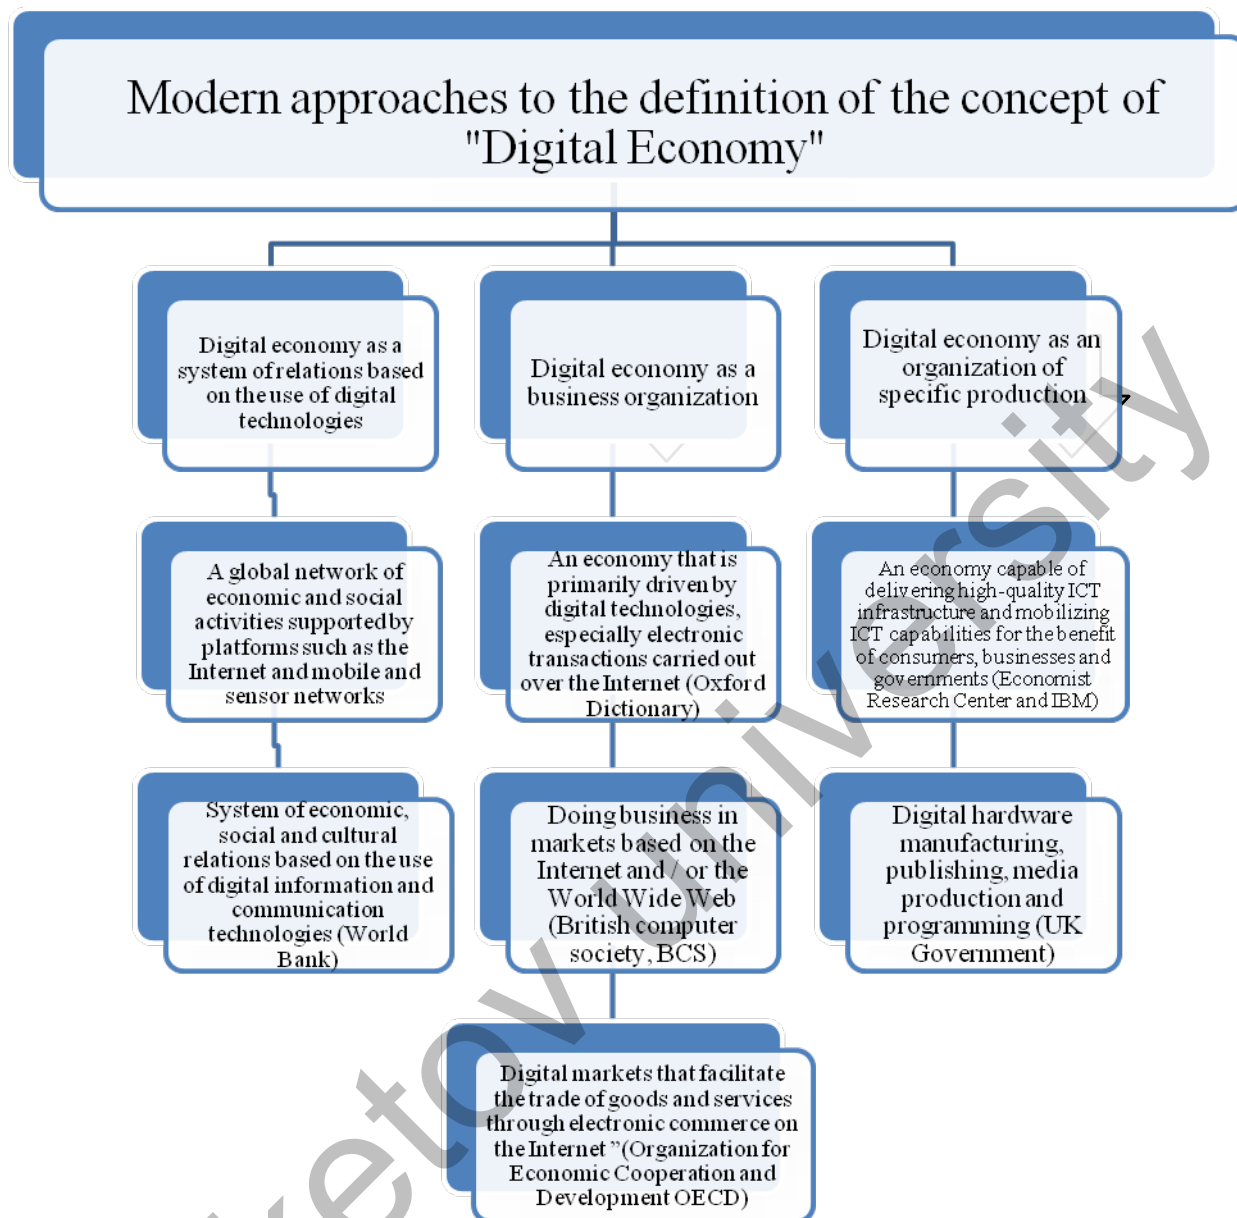 Modern approaches to the definition of the concept of
"Digital Economy"
Digital economy as a
system of relations based
on the use of digital
technologies
Digital economy as a
business organization
Digital economy as an
organization of
specific production
A global network of
economic and social
activities supported by
platforms such as the
Internet and mobile and
sensor networks
An economy that is
primarily driven by
digital technologies,
especially electronic
transactions carried out
over the Internet (Oxford
Dictionary)
An economy capable of
delivering high-quality ICT
infrastructure and mobilizing
ICT capabilities for the benefit
of consumers, businesses and
governments (Economist
Research Center and IBM)
System of economic,
social and cultural
relations based on the use
of digital information and
communication
technologies (World
Bank)
Doing business in
markets based on the
Internet and / or the
World Wide Web
(British computer
society, BCS)
Digital hardware
manufacturing,
publishing, media
production and
programming (UK
Government)
Digital markets that facilitate
the trade of goods and services
through electronic commerce on
the Internet ”(Organization for
Economic Cooperation and
Development OECD)
ketov university